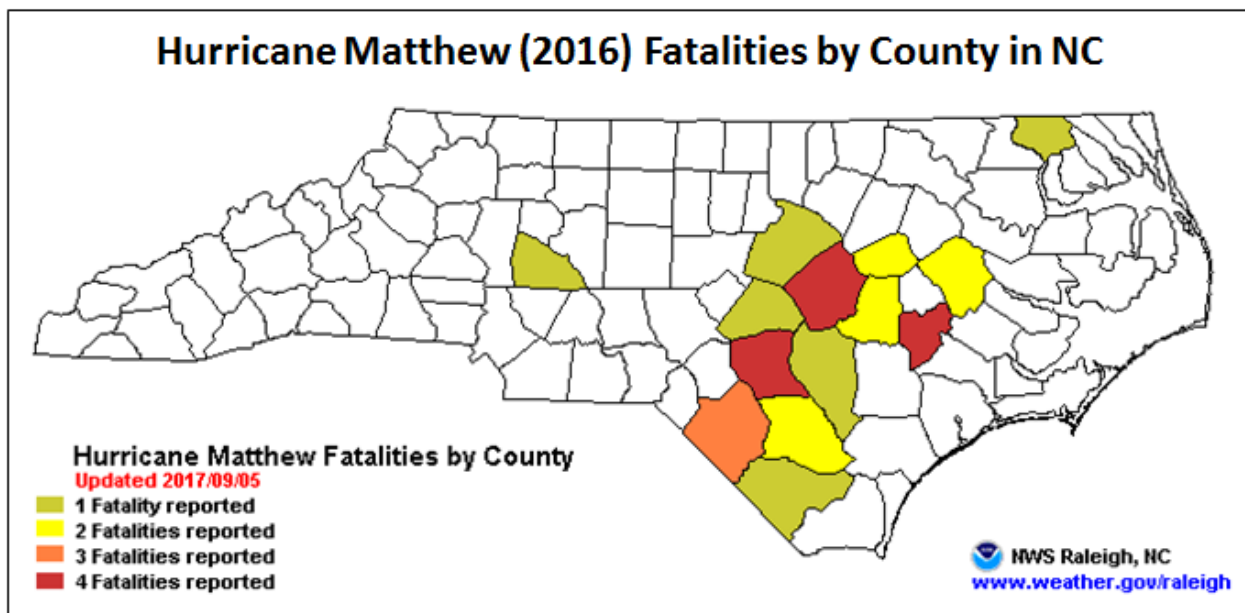 Hurricane Matthew (2016) Fatalities by County in NC
Hurricane Matthew Fatalities by County
Updated 2017/09/05
1 Fatality reported
2 Fatalities reported
3 Fatalities reported
4 Fatalities reported
NWS Raleigh, NC
www.weather.gov/raleigh